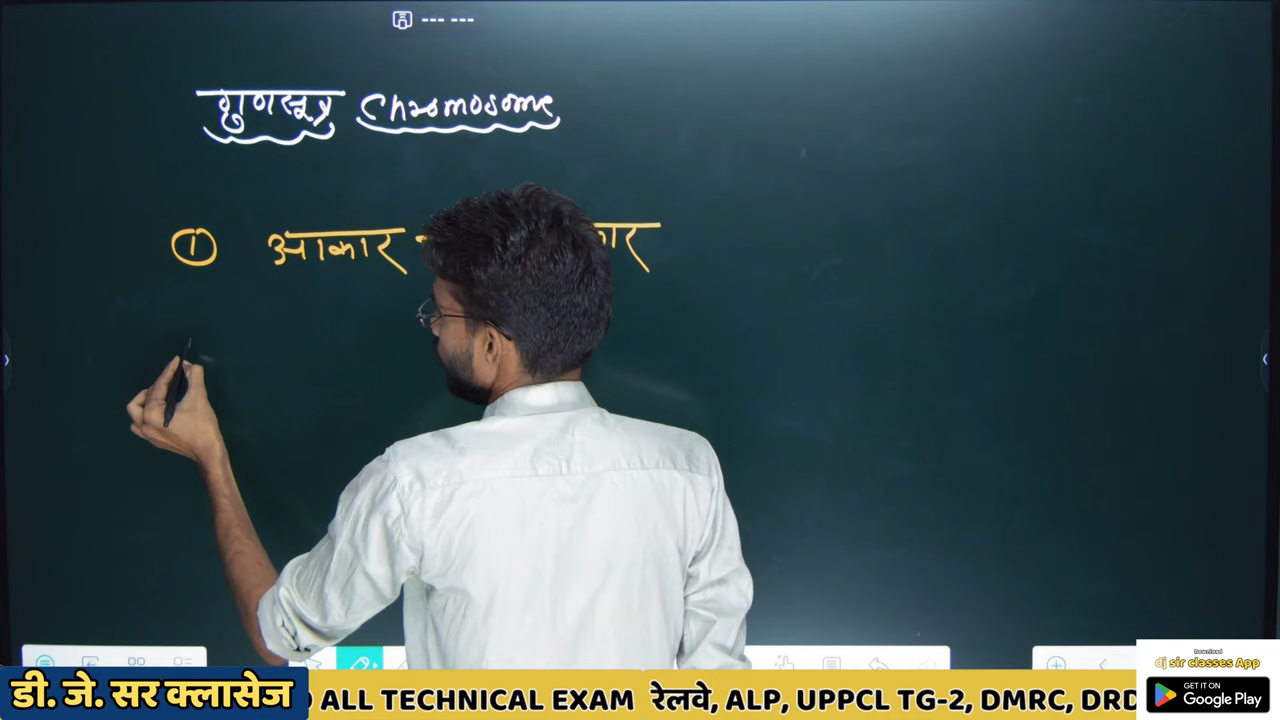 --- ---
गुणसूत्र Chromosome
① आकार
डी. जे. सर क्लासेज
ALL TECHNICAL EXAM रेलवे, ALP, UPPCL TG-2, DMRC, DRD
Download
dj sir classes App
GET IT ON
Google Play